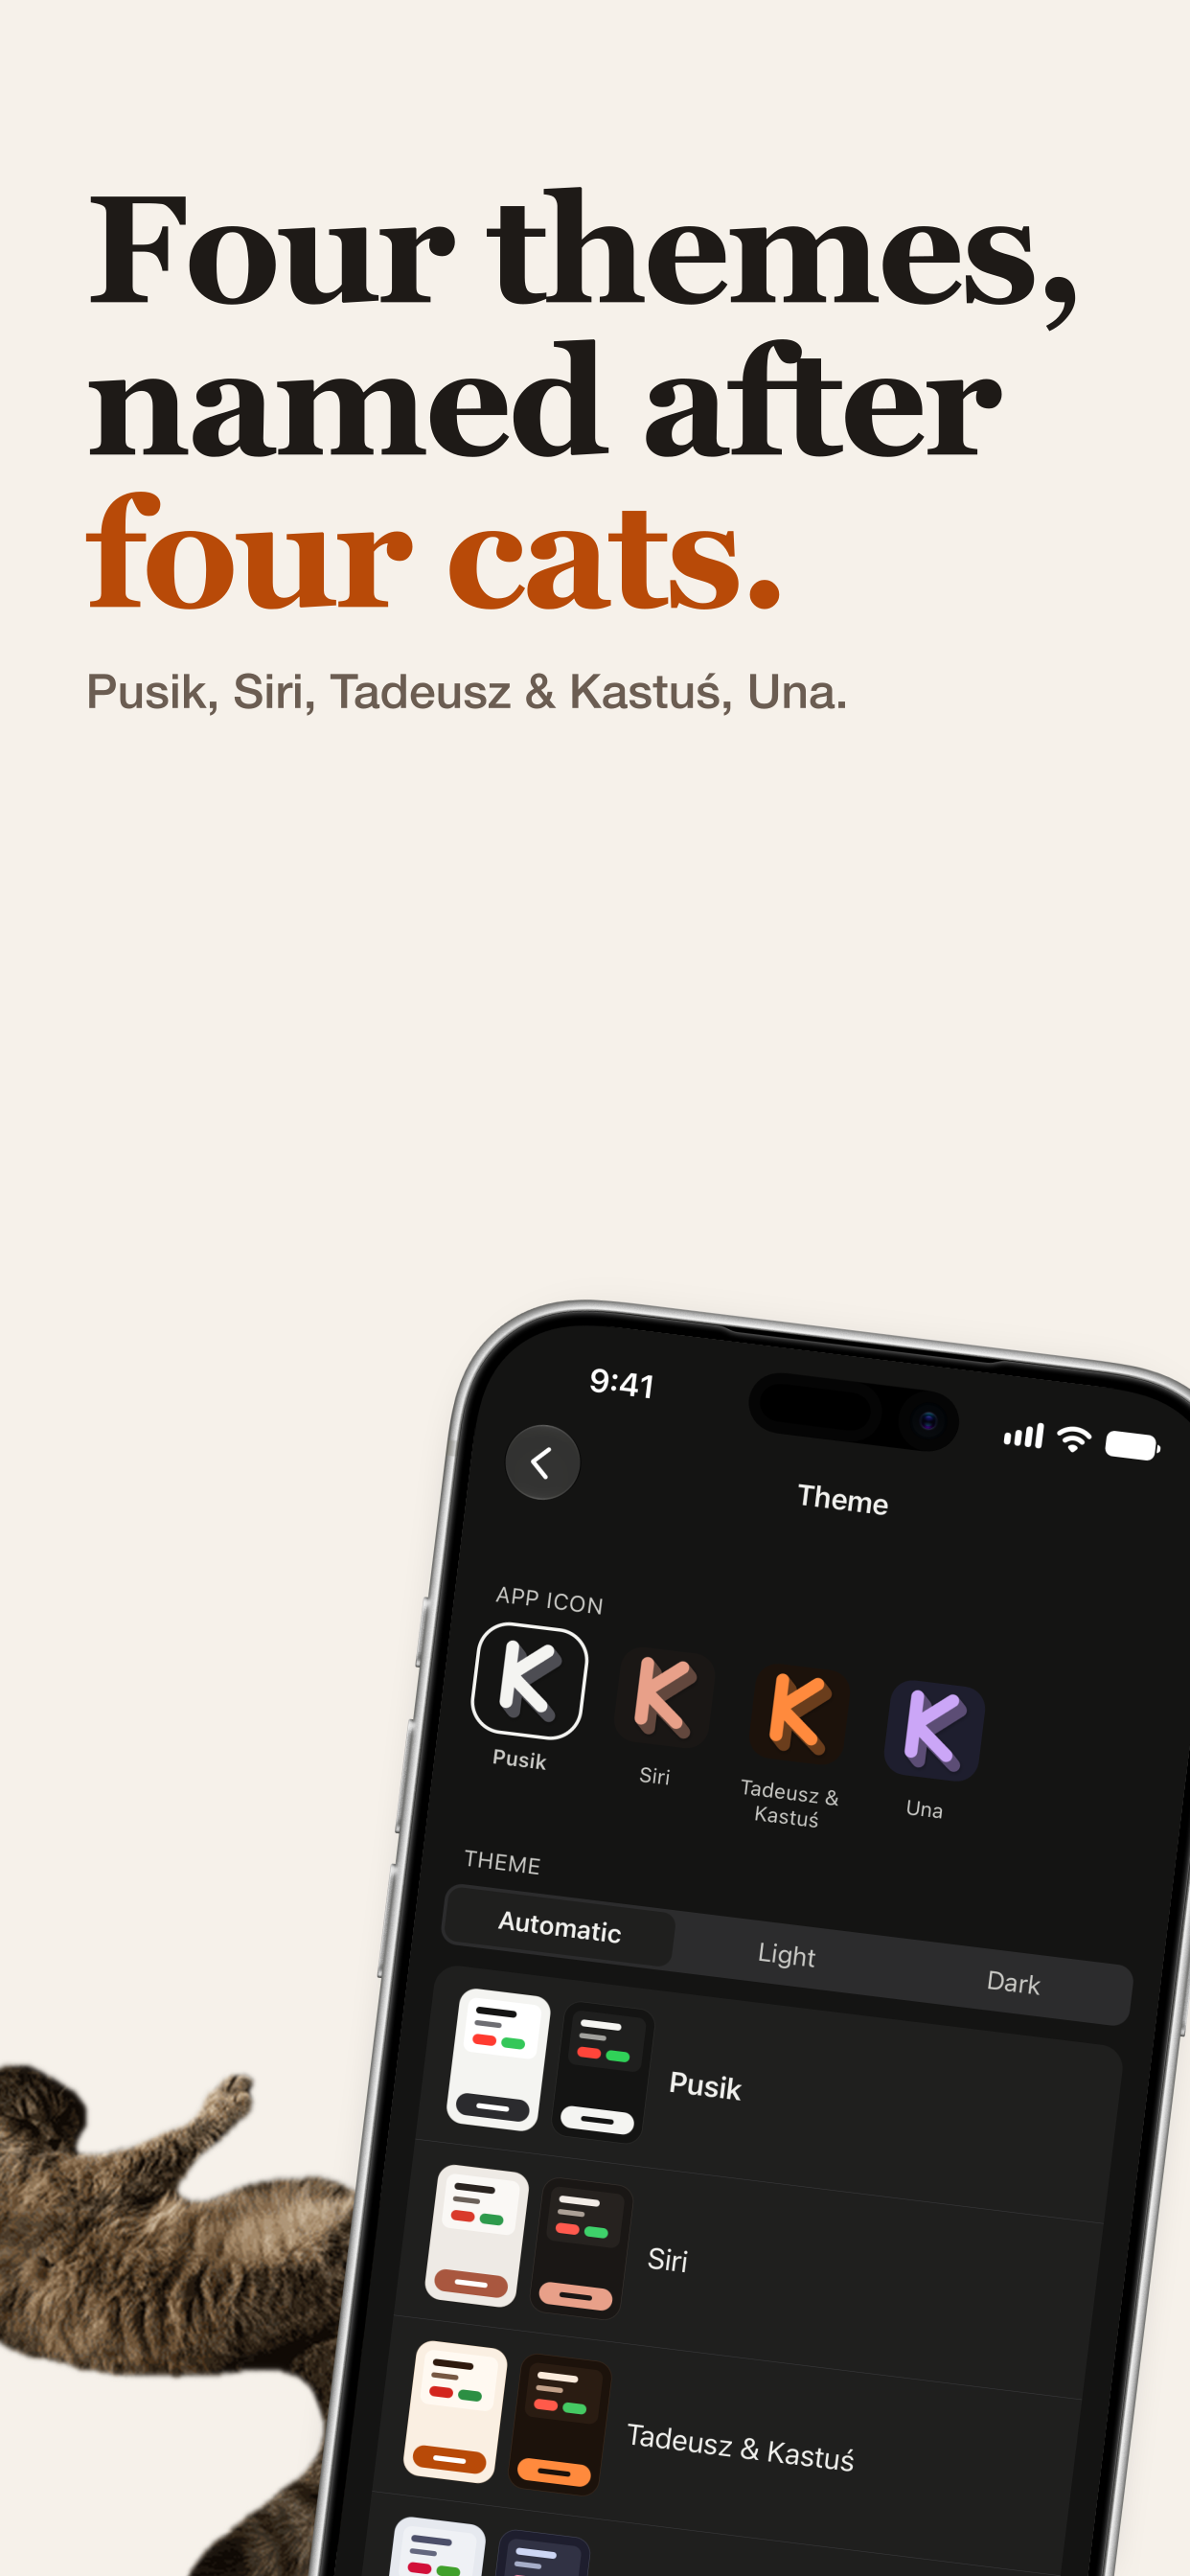 Four themes,
named after
four cats.
Pusik, Siri, Tadeusz & Kastuś, Una.
9:41
Theme
APP ICON
K
K
K
K
Pusik
Siri
Tadeusz &
Kastuś
Una
THEME
Automatic
Light
Dark
Pusik
Siri
Tadeusz & Kastuś